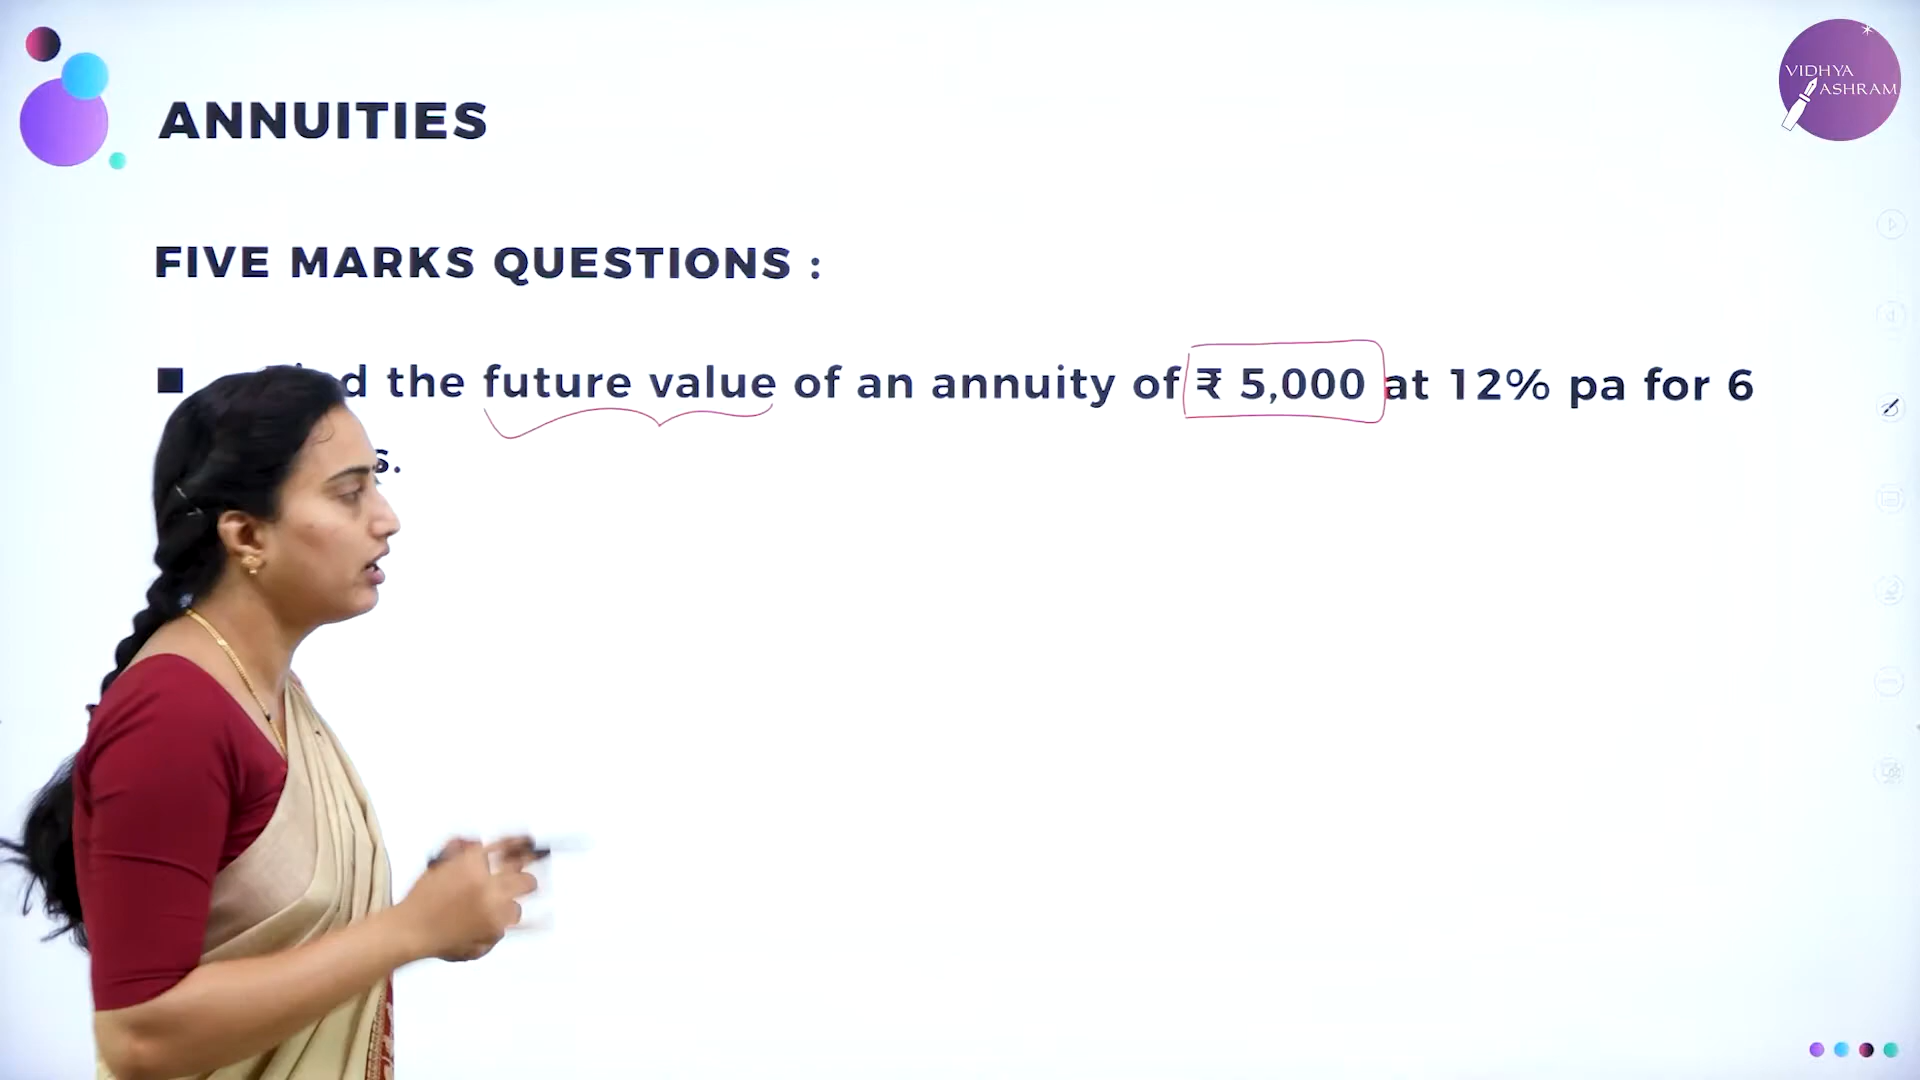 VIDHYA
ASHRAM
ANNUITIES
FIVE MARKS QUESTIONS :
the future value of an annuity of ₹ 5,000 at 12% pa for 6